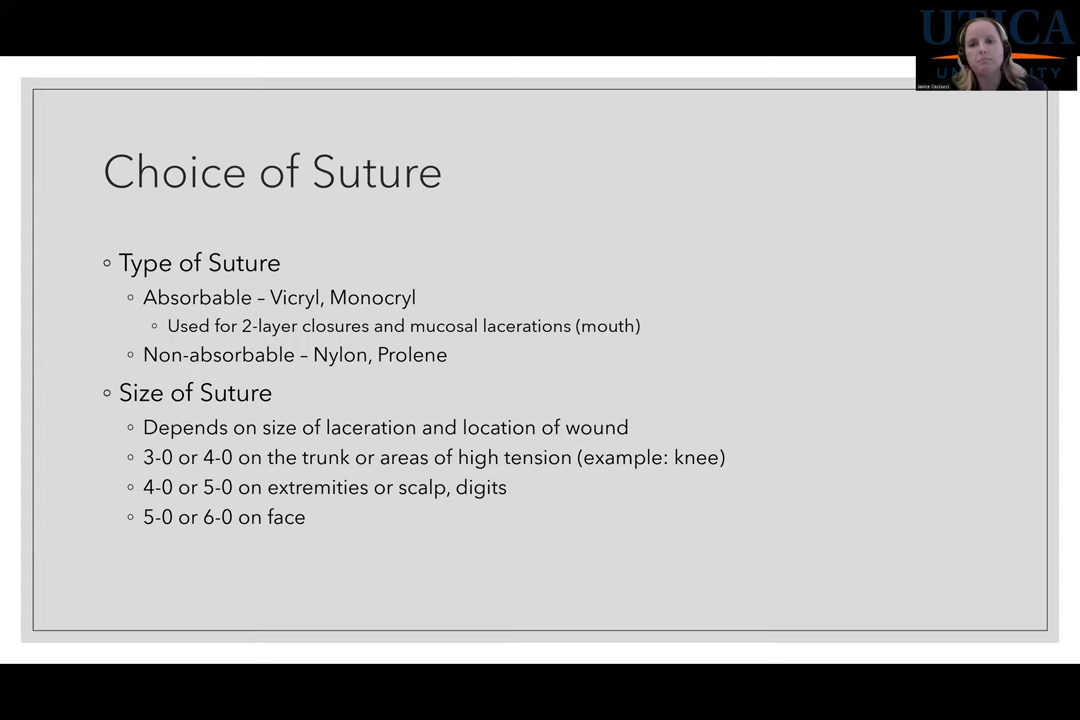 UTICA
UNIVERSITY
Janice Ceccucci
Choice of Suture
◦ Type of Suture
◦ Absorbable – Vicryl, Monocryl
◦ Used for 2-layer closures and mucosal lacerations (mouth)
◦ Non-absorbable – Nylon, Prolene
◦ Size of Suture
◦ Depends on size of laceration and location of wound
◦ 3-0 or 4-0 on the trunk or areas of high tension (example: knee)
◦ 4-0 or 5-0 on extremities or scalp, digits
◦ 5-0 or 6-0 on face